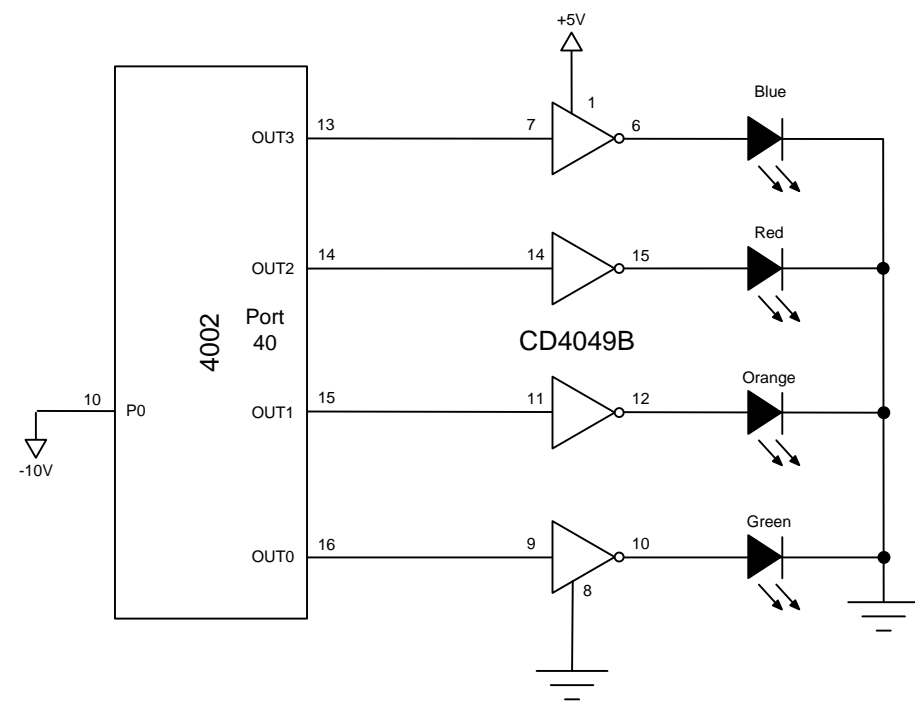 +5V
1
Blue
OUT3 13
7
6
Red
OUT2 14
14
15
4002
Port
40
CD4049B
Orange
10 P0
OUT1 15
11
12
-10V
Green
OUT0 16
9
10
8